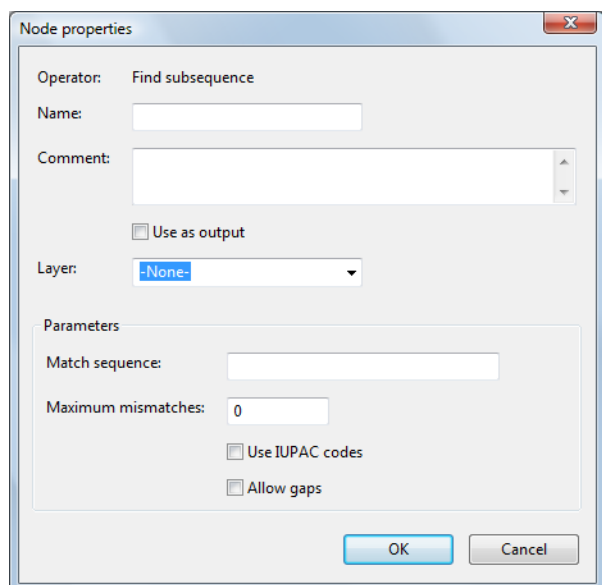 Node properties
Operator: Find subsequence
Name:
Comment:
Use as output
Layer: -None-
Parameters
Match sequence:
Maximum mismatches: 0
Use IUPAC codes
Allow gaps
OK Cancel